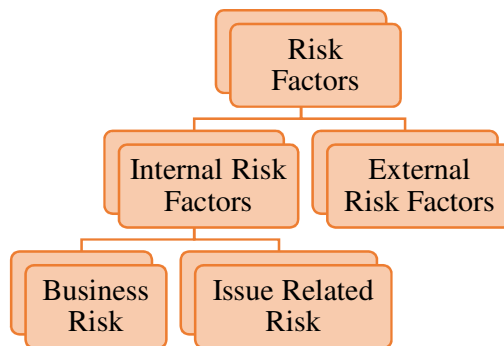 Risk
Factors
Internal Risk
Factors
External
Risk Factors
Business
Risk
Issue Related
Risk